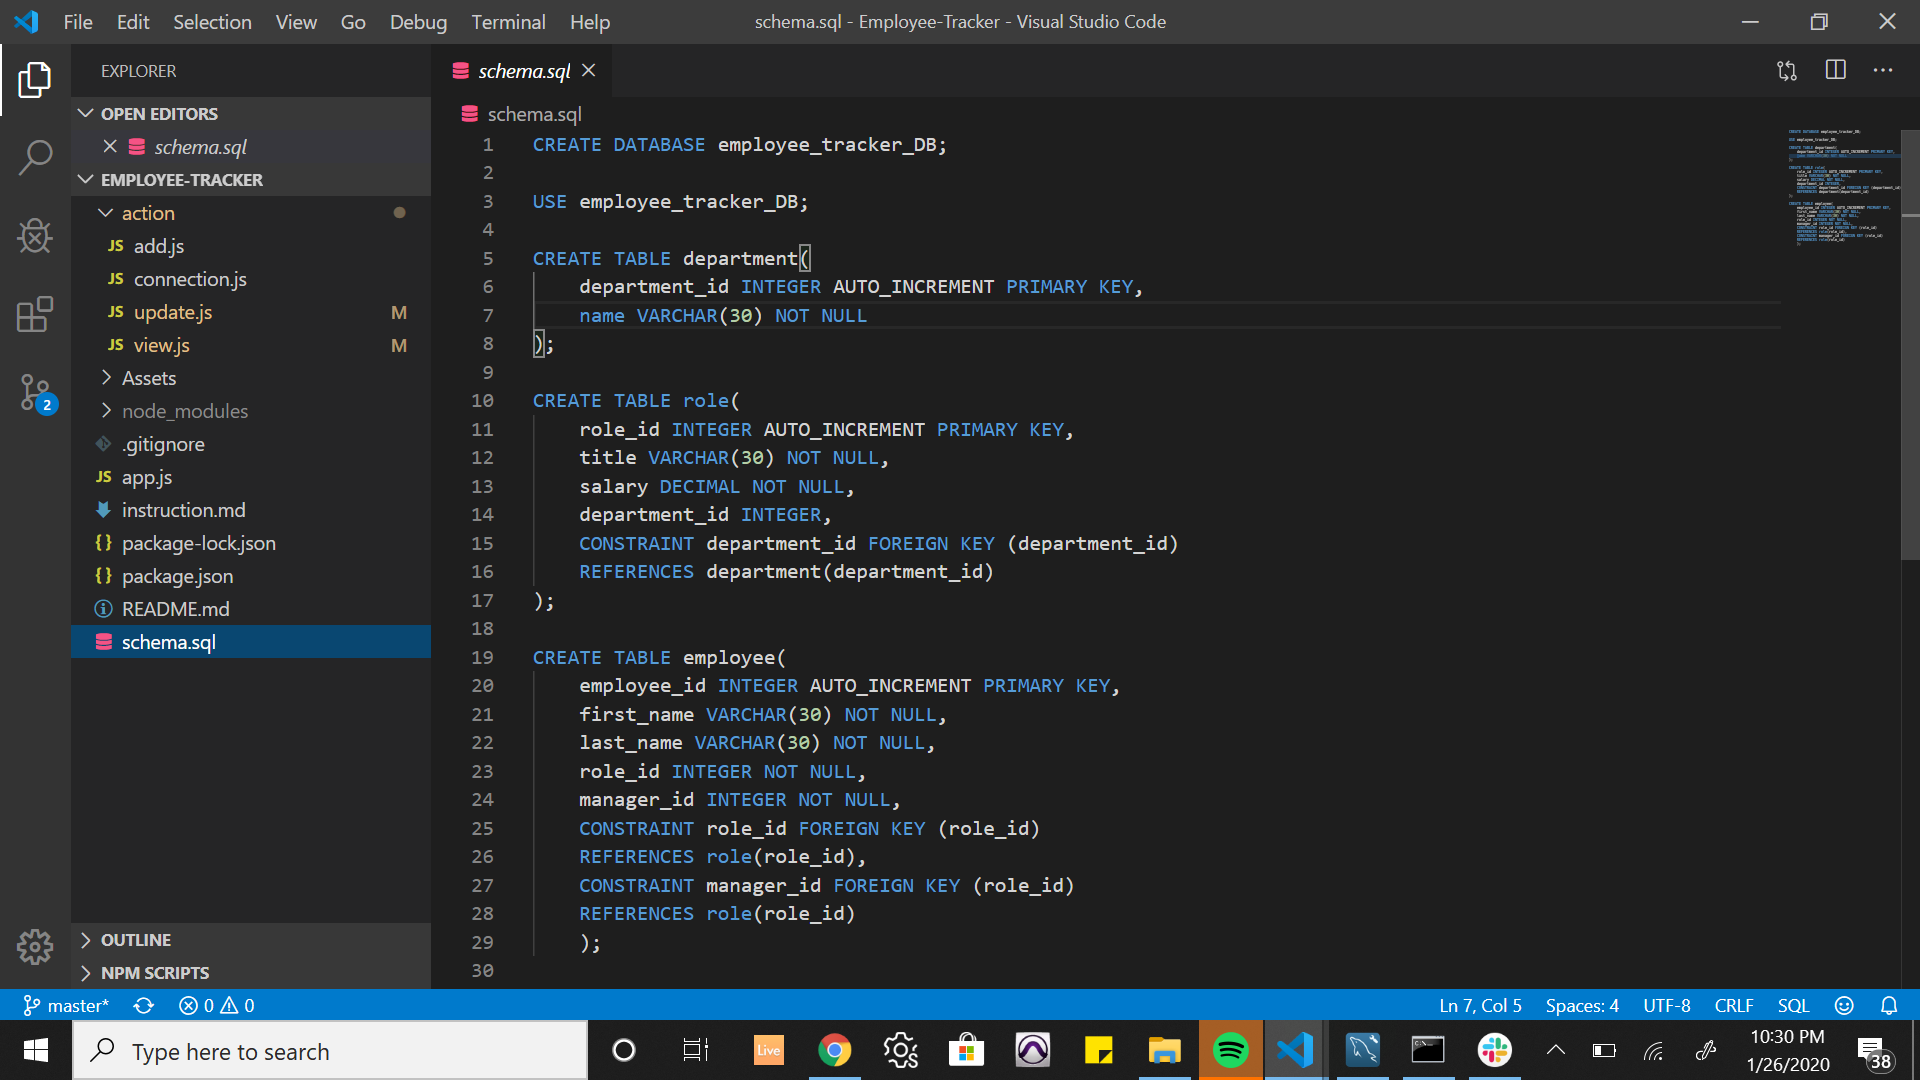 File Edit Selection View Go Debug Terminal Help
schema.sql - Employee-Tracker - Visual Studio Code
EXPLORER
OPEN EDITORS
schema.sql
EMPLOYEE-TRACKER
action
JS add.js
JS connection.js
JS update.js M
JS view.js M
Assets
node_modules
.gitignore
JS app.js
instruction.md
{} package-lock.json
{} package.json
README.md
schema.sql
OUTLINE
NPM SCRIPTS
2
schema.sql
schema.sql
1 CREATE DATABASE employee_tracker_DB;
2
3 USE employee_tracker_DB;
4
5 CREATE TABLE department(
6 department_id INTEGER AUTO_INCREMENT PRIMARY KEY,
7 name VARCHAR(30) NOT NULL
8 );
9
10 CREATE TABLE role(
11 role_id INTEGER AUTO_INCREMENT PRIMARY KEY,
12 title VARCHAR(30) NOT NULL,
13 salary DECIMAL NOT NULL,
14 department_id INTEGER,
15 CONSTRAINT department_id FOREIGN KEY (department_id)
16 REFERENCES department(department_id)
17 );
18
19 CREATE TABLE employee(
20 employee_id INTEGER AUTO_INCREMENT PRIMARY KEY,
21 first_name VARCHAR(30) NOT NULL,
22 last_name VARCHAR(30) NOT NULL,
23 role_id INTEGER NOT NULL,
24 manager_id INTEGER NOT NULL,
25 CONSTRAINT role_id FOREIGN KEY (role_id)
26 REFERENCES role(role_id),
27 CONSTRAINT manager_id FOREIGN KEY (role_id)
28 REFERENCES role(role_id)
29 );
30
master* 0 0 Ln 7, Col 5 Spaces: 4 UTF-8 CRLF SQL
Type here to search
Live
10:30 PM
1/26/2020
38